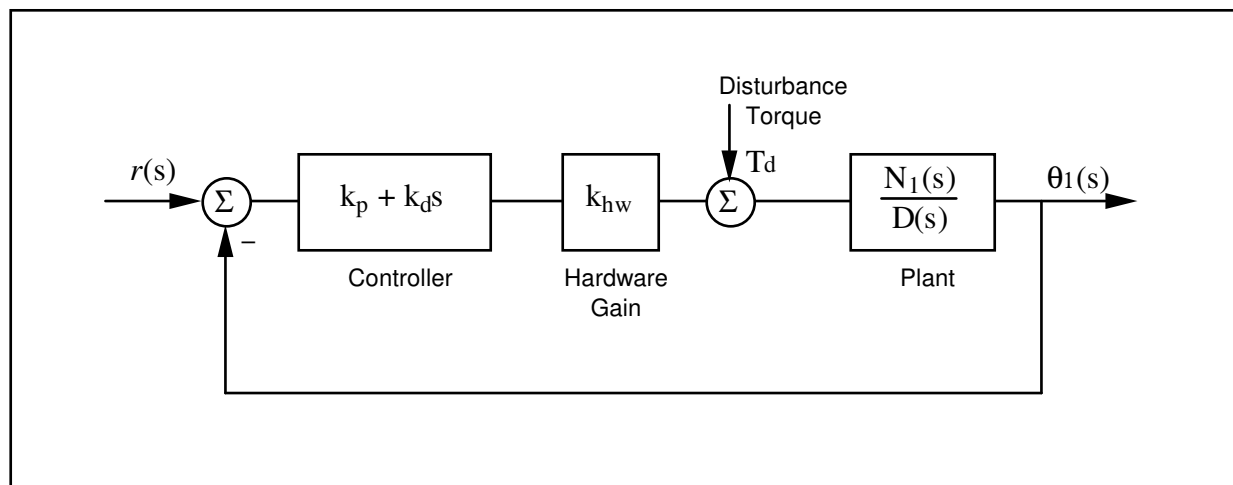 Disturbance
Torque
r(s)
Σ
−
kp + kds
khw
Td
Σ
N1(s)
D(s)
θ1(s)
Controller
Hardware
Gain
Plant